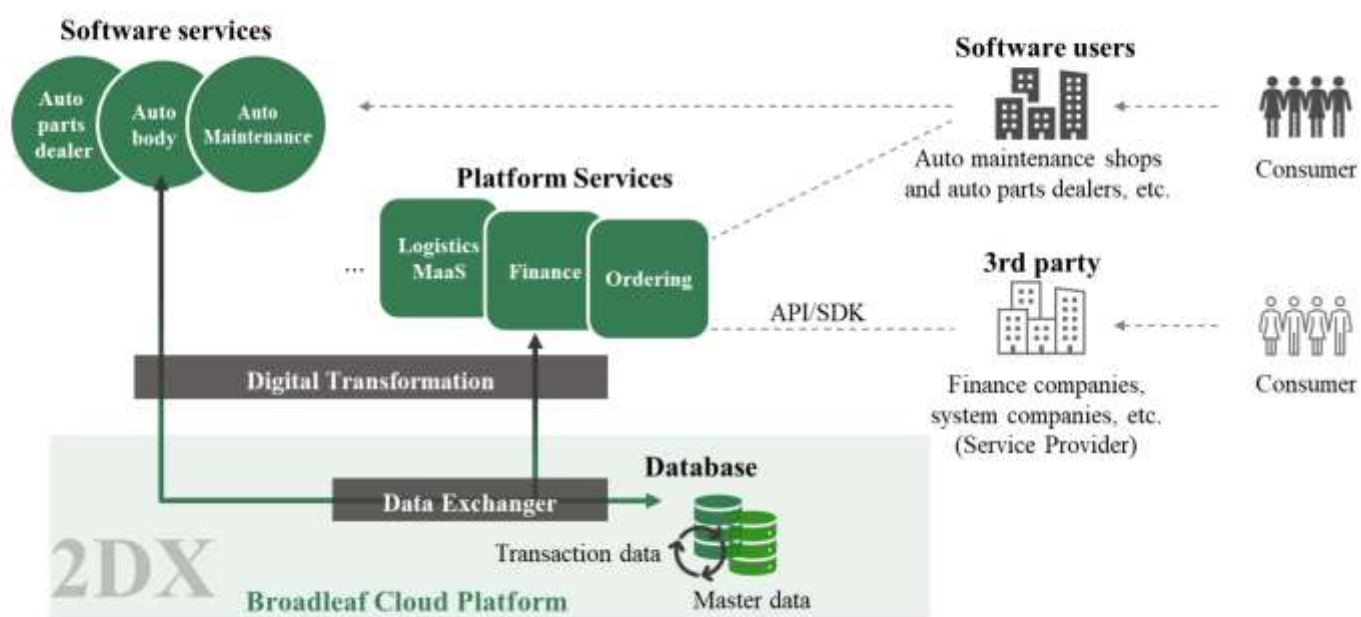 Software services
Auto
parts
dealer
Auto
body
Auto
Maintenance
Software users
Auto maintenance shops
and auto parts dealers, etc.
Consumer
Platform Services
...
Logistics
MaaS
Finance
Ordering
API/SDK
3rd party
Finance companies,
system companies, etc.
(Service Provider)
Consumer
Digital Transformation
Database
Data Exchanger
Transaction data
Master data
2DX
Broadleaf Cloud Platform